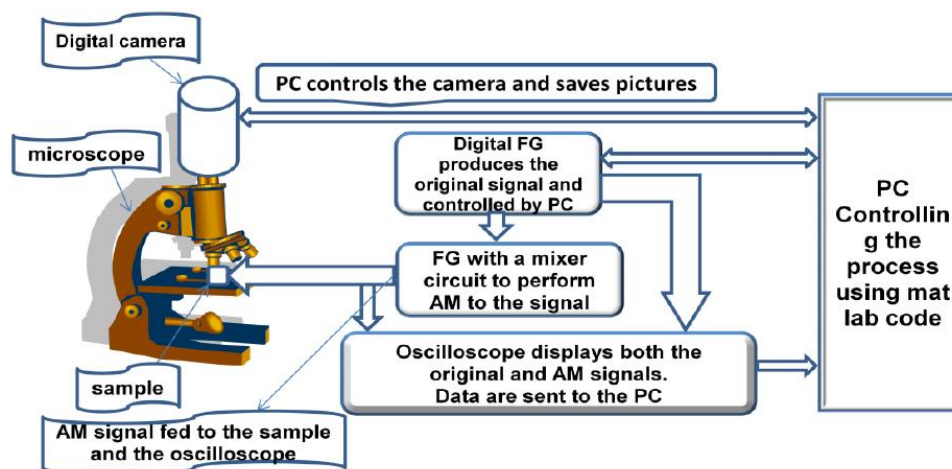 Digital camera
PC controls the camera and saves pictures
microscope
Digital FG
produces the
original signal and
controlled by PC
PC
Controllin
g the
process
using mat
lab code
FG with a mixer
circuit to perform
AM to the signal
Oscilloscope displays both the
original and AM signals.
Data are sent to the PC
sample
AM signal fed to the sample
and the oscilloscope